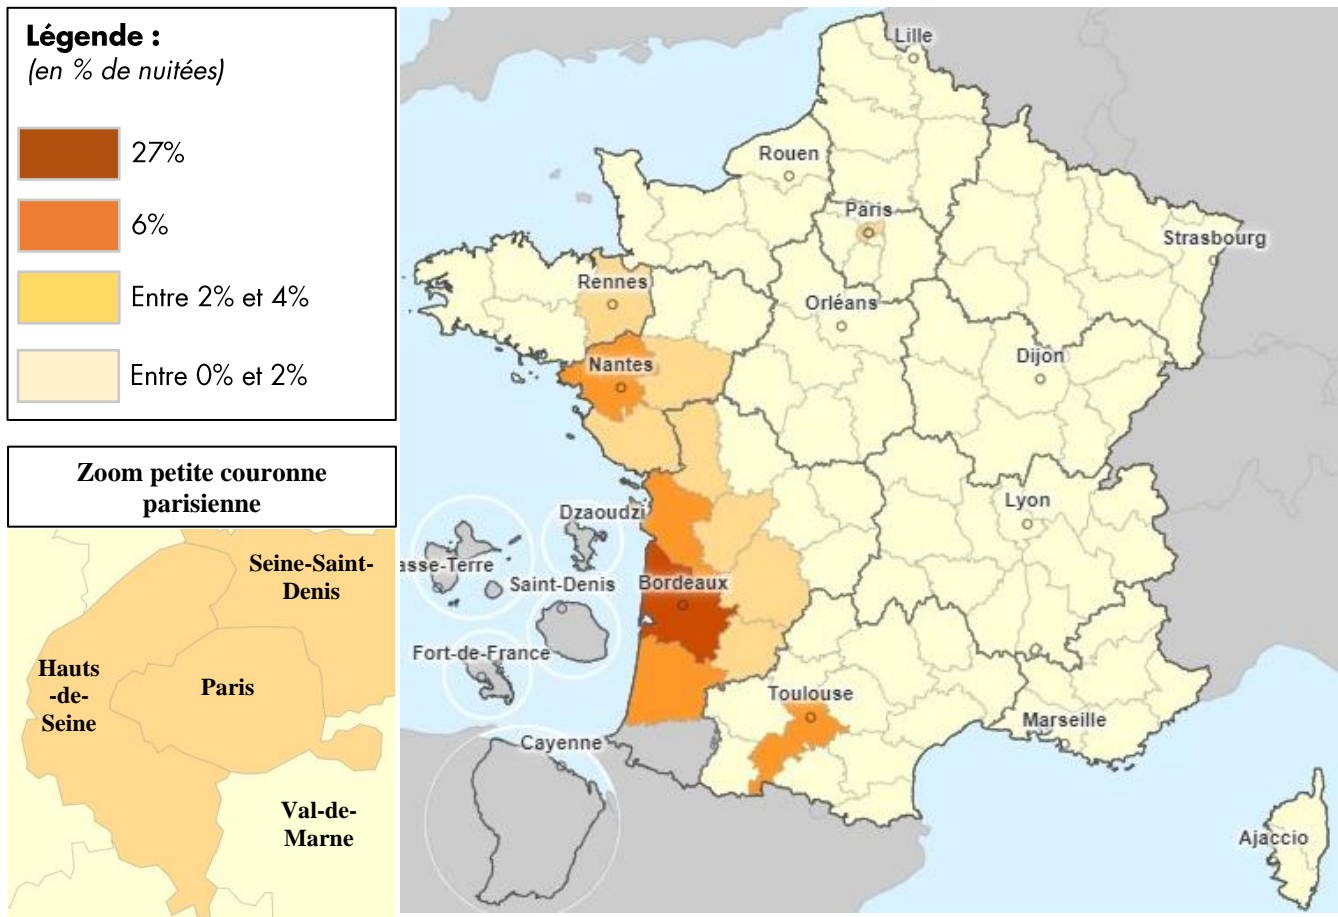 Légende :
(en % de nuitées)
27%
6%
Entre 2% et 4%
Entre 0% et 2%
Zoom petite couronne
parisienne
Seine-Saint-
Denis
Hauts
-de-
Seine
Paris
Val-de-
Marne
Lille
Rouen
Paris
Strasbourg
Rennes
Orléans
Dijon
Nantes
Lyon
Dzaoudzi
asse-Terre
Saint-Denis
Bordeaux
Fort-de-France
Toulouse
Marseille
Cayenne
Ajaccio